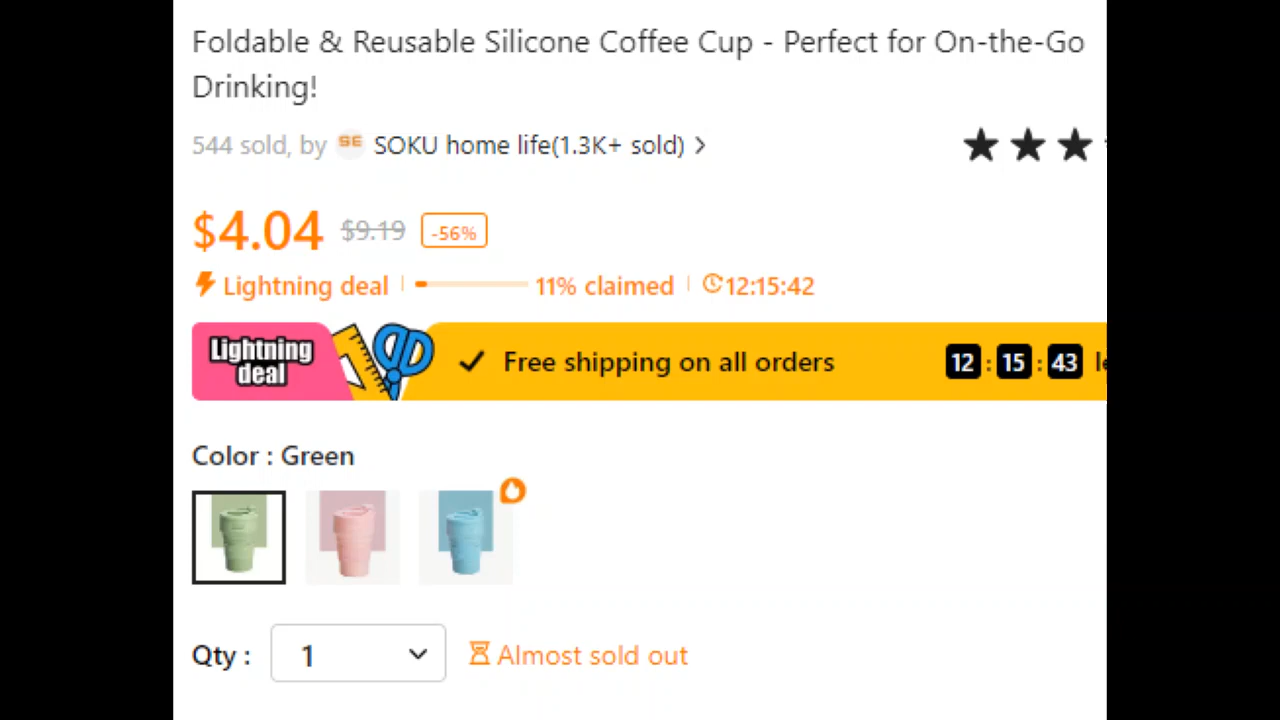 Foldable & Reusable Silicone Coffee Cup - Perfect for On-the-Go
Drinking!
544 sold, by SE SOKU home life(1.3K+ sold) >
$4.04 $9.19 -56%
Lightning deal 11% claimed 12:15:42
Lightning
deal
Free shipping on all orders 12 : 15 : 43
Color : Green
Qty : 1 Almost sold out